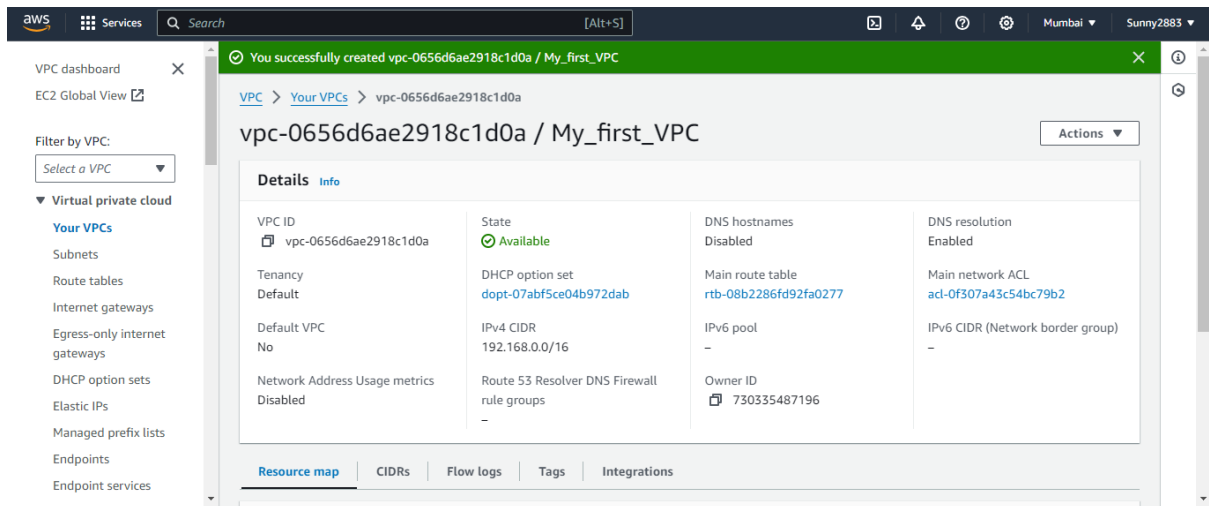 aws Services Search [Alt+S] Mumbai Sunny2883
VPC dashboard
EC2 Global View
Filter by VPC:
Select a VPC
Virtual private cloud
Your VPCs
Subnets
Route tables
Internet gateways
Egress-only internet
gateways
DHCP option sets
Elastic IPs
Managed prefix lists
Endpoints
Endpoint services
You successfully created vpc-0656d6ae2918c1d0a / My_first_VPC
VPC > Your VPCs > vpc-0656d6ae2918c1d0a
vpc-0656d6ae2918c1d0a / My_first_VPC
Actions
Details Info
VPC ID
vpc-0656d6ae2918c1d0a
State
Available
DNS hostnames
Disabled
DNS resolution
Enabled
Tenancy
Default
DHCP option set
dopt-07abf5ce04b972dab
Main route table
rtb-08b2286fd92fa0277
Main network ACL
acl-0f307a43c54bc79b2
Default VPC
No
IPv4 CIDR
192.168.0.0/16
IPv6 pool
–
IPv6 CIDR (Network border group)
–
Network Address Usage metrics
Disabled
Route 53 Resolver DNS Firewall
rule groups
–
Owner ID
730335487196
Resource map CIDRs Flow logs Tags Integrations